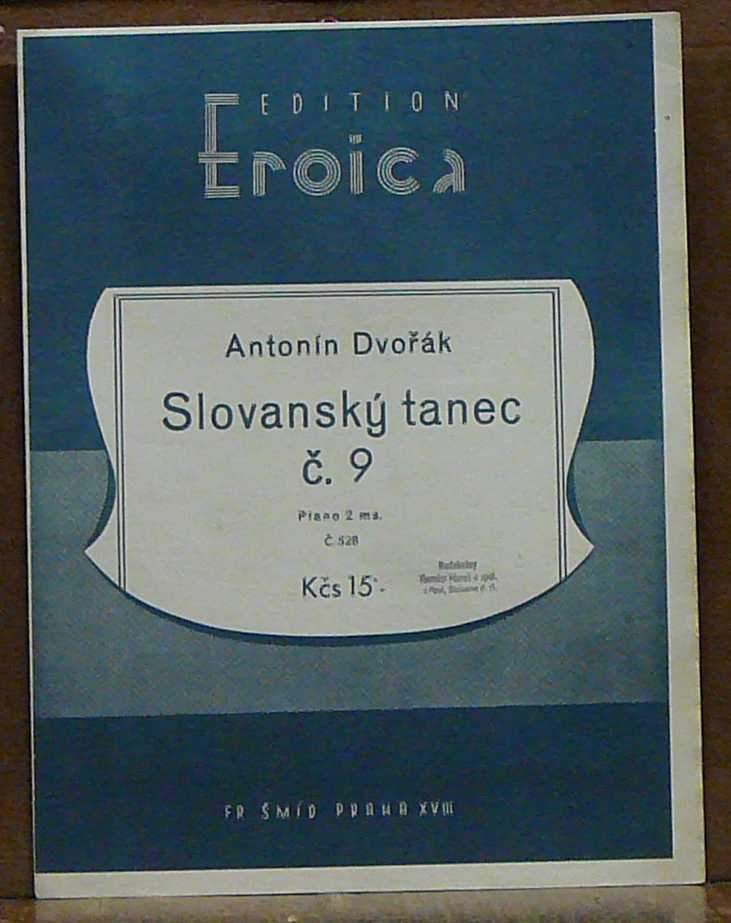 EDITION
Eroica
Antonín Dvořák
Slovanský tanec
č. 9
Piano 2 ms.
Č 528
Kčs 15·-
FR ŠMÍD PRAHA XVIII